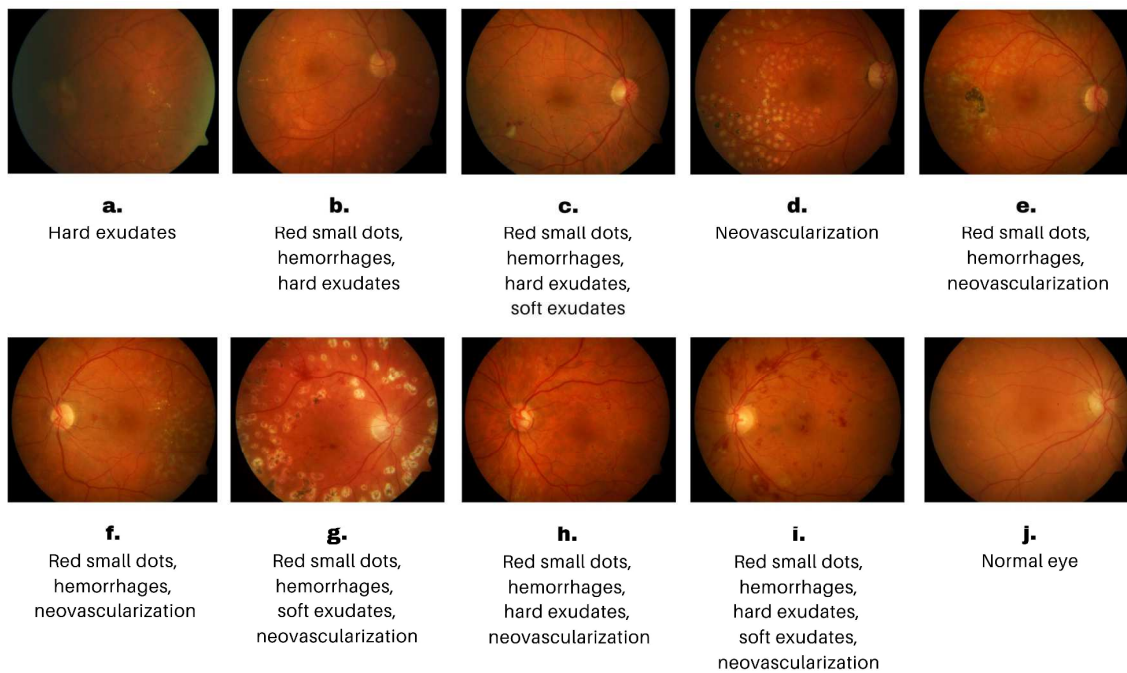 a.
Hard exudates
b.
Red small dots,
hemorrhages,
hard exudates
c.
Red small dots,
hemorrhages,
hard exudates,
soft exudates
d.
Neovascularization
e.
Red small dots,
hemorrhages,
neovascularization
f.
Red small dots,
hemorrhages,
neovascularization
g.
Red small dots,
hemorrhages,
soft exudates,
neovascularization
h.
Red small dots,
hemorrhages,
hard exudates,
neovascularization
i.
Red small dots,
hemorrhages,
hard exudates,
soft exudates,
neovascularization
j.
Normal eye